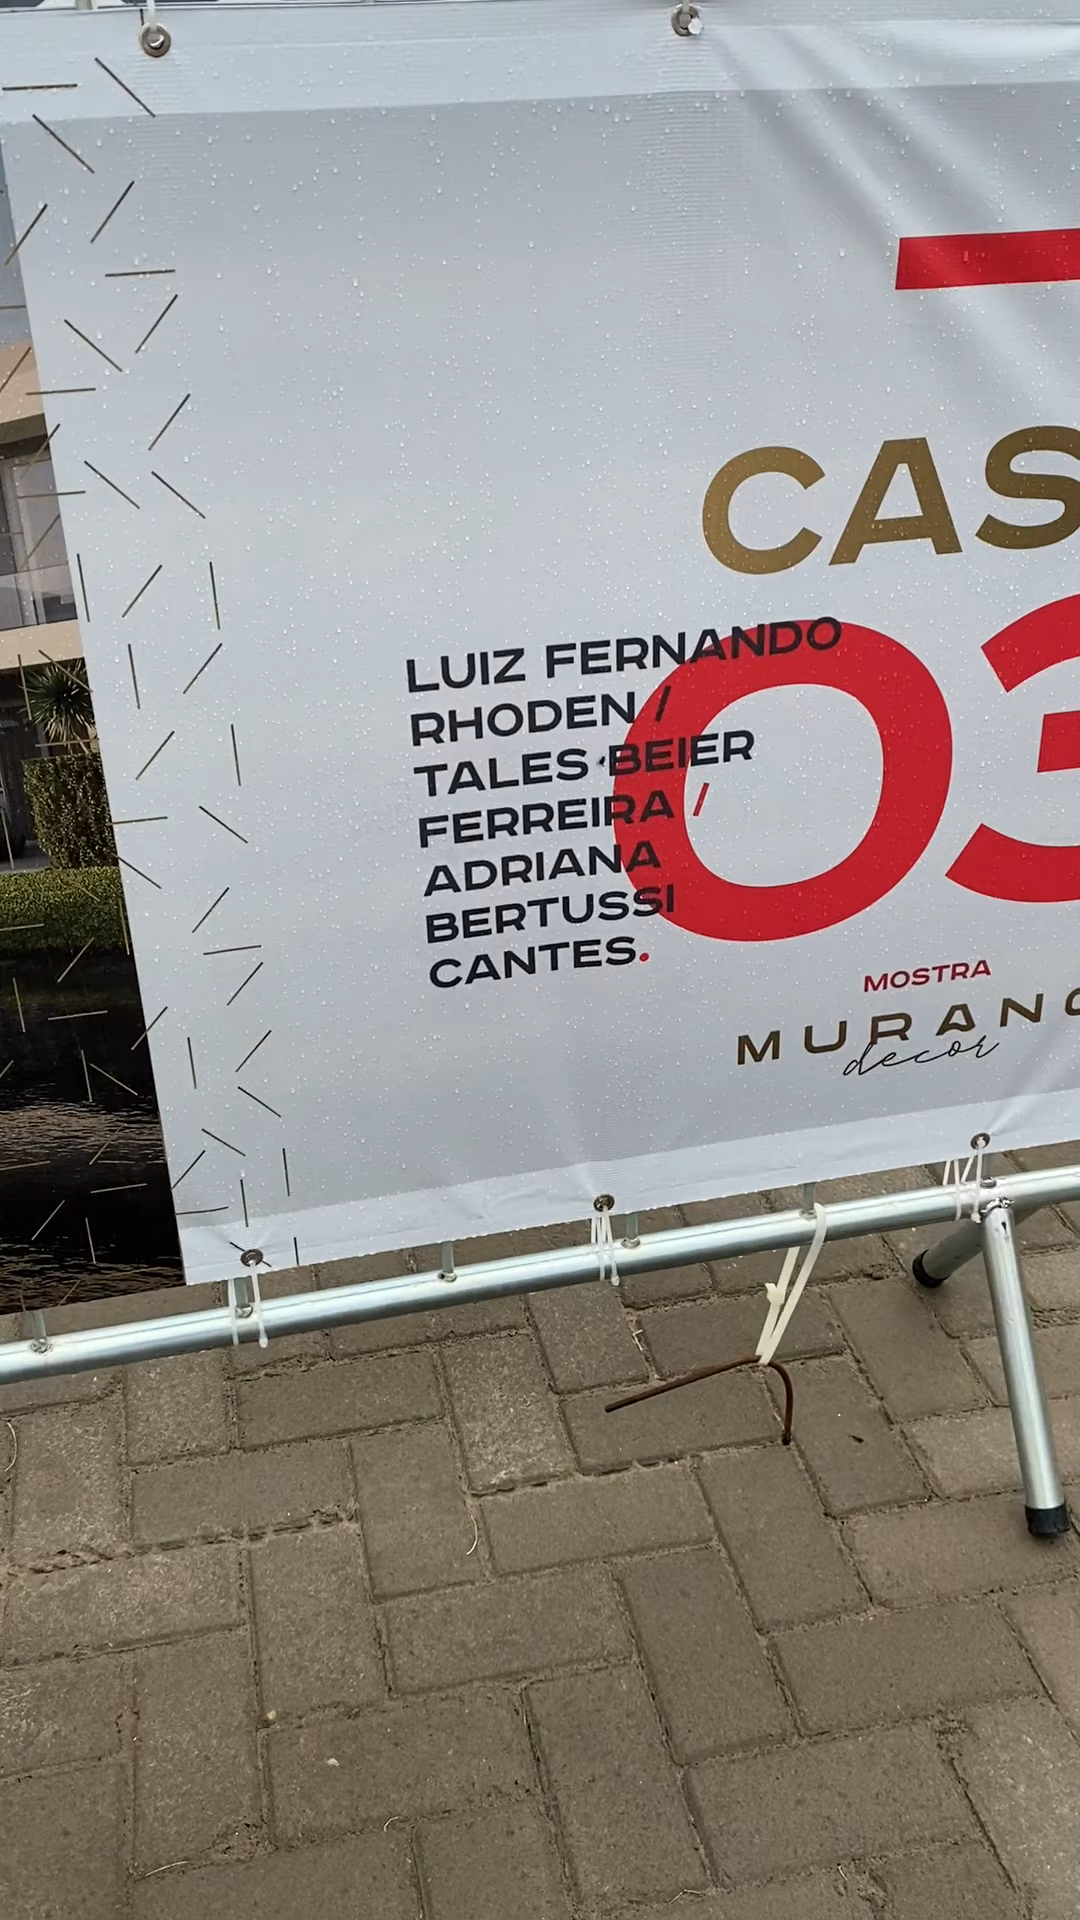 CAS
03
LUIZ FERNANDO
RHODEN /
TALES BEIER
FERREIRA /
ADRIANA
BERTUSSI
CANTES.
MOSTRA
MURANO
decor